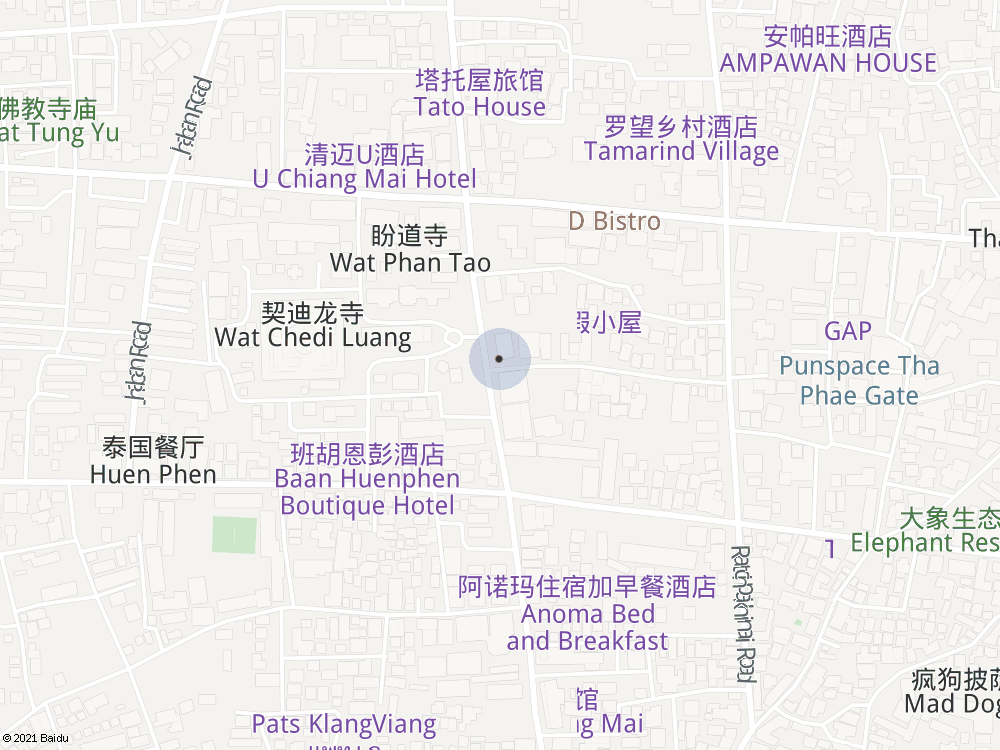 安帕旺酒店
AMPAWAN HOUSE
塔托屋旅馆
Tato House
佛教寺庙
at Tung Yu
Jhaban Road
罗望乡村酒店
Tamarind Village
清迈U酒店
U Chiang Mai Hotel
D Bistro
盼道寺
Wat Phan Tao
Tha
契迪龙寺
Wat Chedi Luang
小屋
GAP
Jhaban Road
Punspace Tha
Phae Gate
泰国餐厅
Huen Phen
班胡恩彭酒店
Baan Huenphen
Boutique Hotel
大象生态
Elephant Res
阿诺玛住宿加早餐酒店
Anoma Bed
and Breakfast
Road
疯狗披萨
Mad Dog
馆
g Mai
Pats KlangViang
© 2021 Baidu